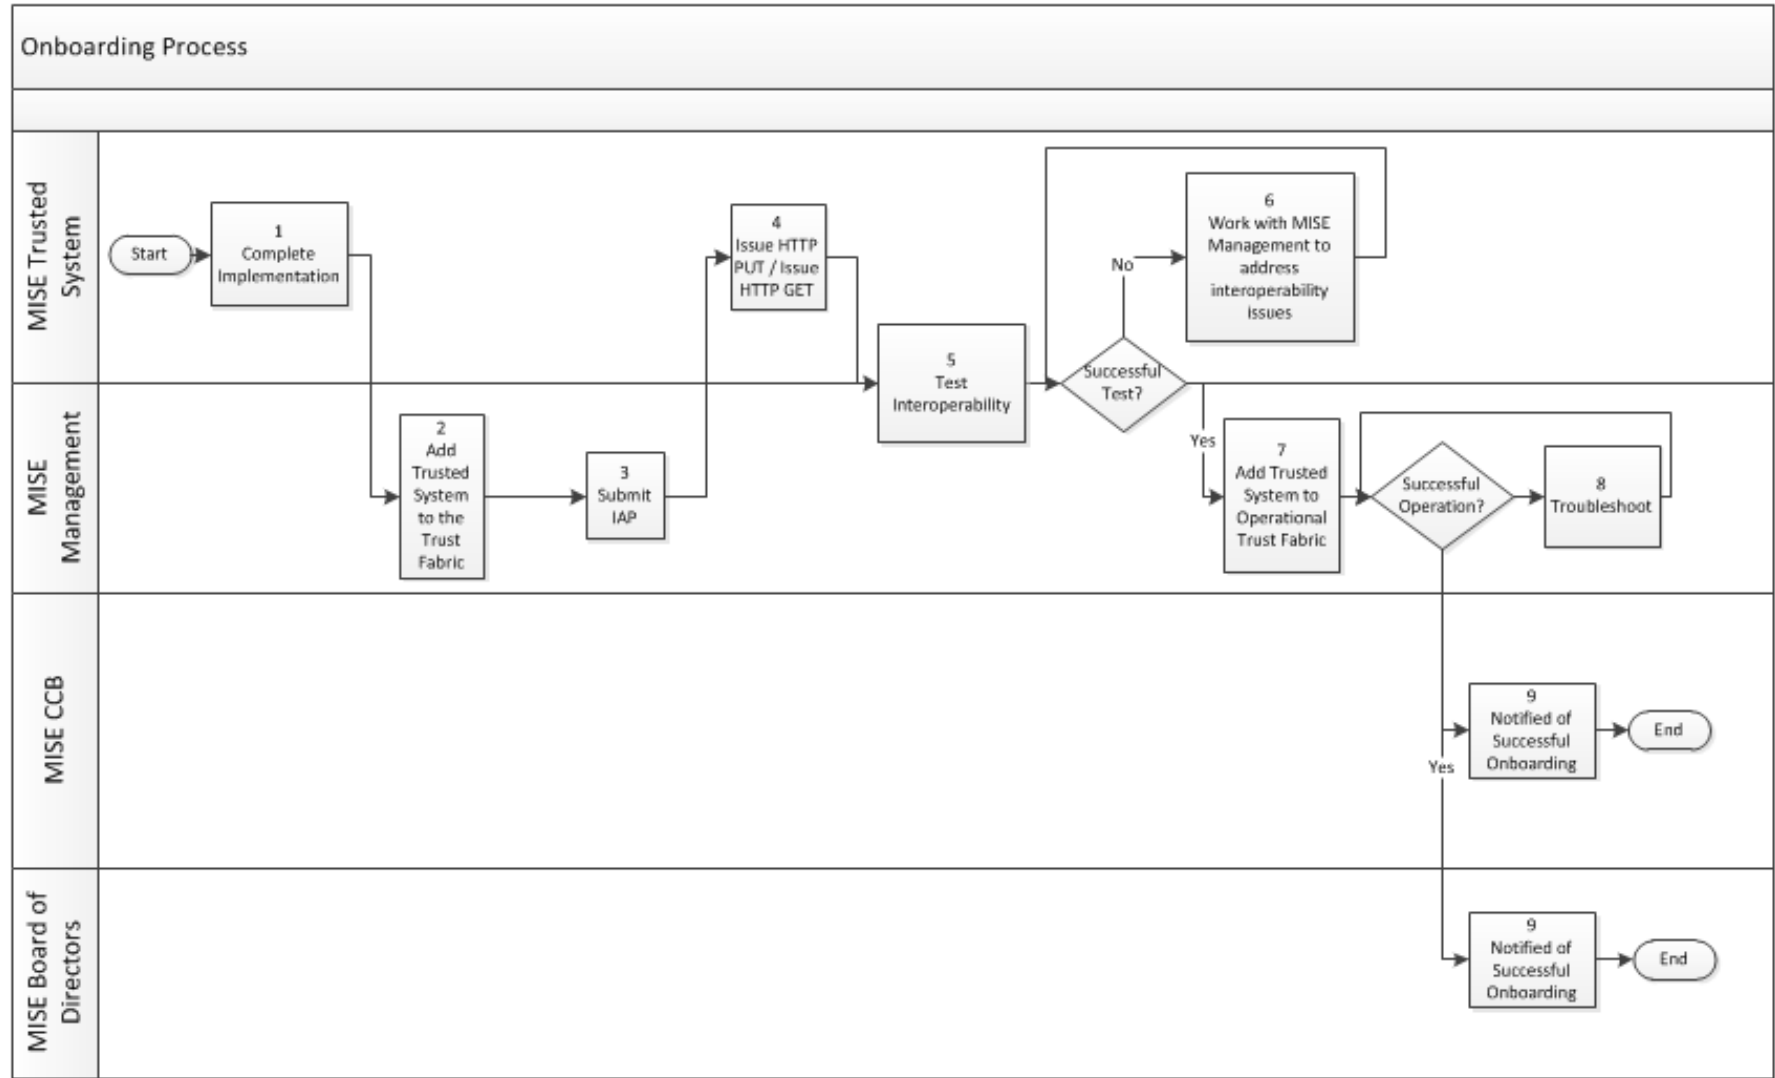 Onboarding Process
MISE Trusted
System
Start
1
Complete
Implementation
4
Issue HTTP
PUT / Issue
HTTP GET
5
Test
Interoperability
Successful
Test?
No
6
Work with MISE
Management to
address
interoperability
issues
Yes
MISE
Management
2
Add
Trusted
System
to the
Trust
Fabric
3
Submit
IAP
7
Add Trusted
System to
Operational
Trust Fabric
Successful
Operation?
8
Troubleshoot
MISE CCB
Yes
9
Notified of
Successful
Onboarding
End
MISE Board of
Directors
9
Notified of
Successful
Onboarding
End